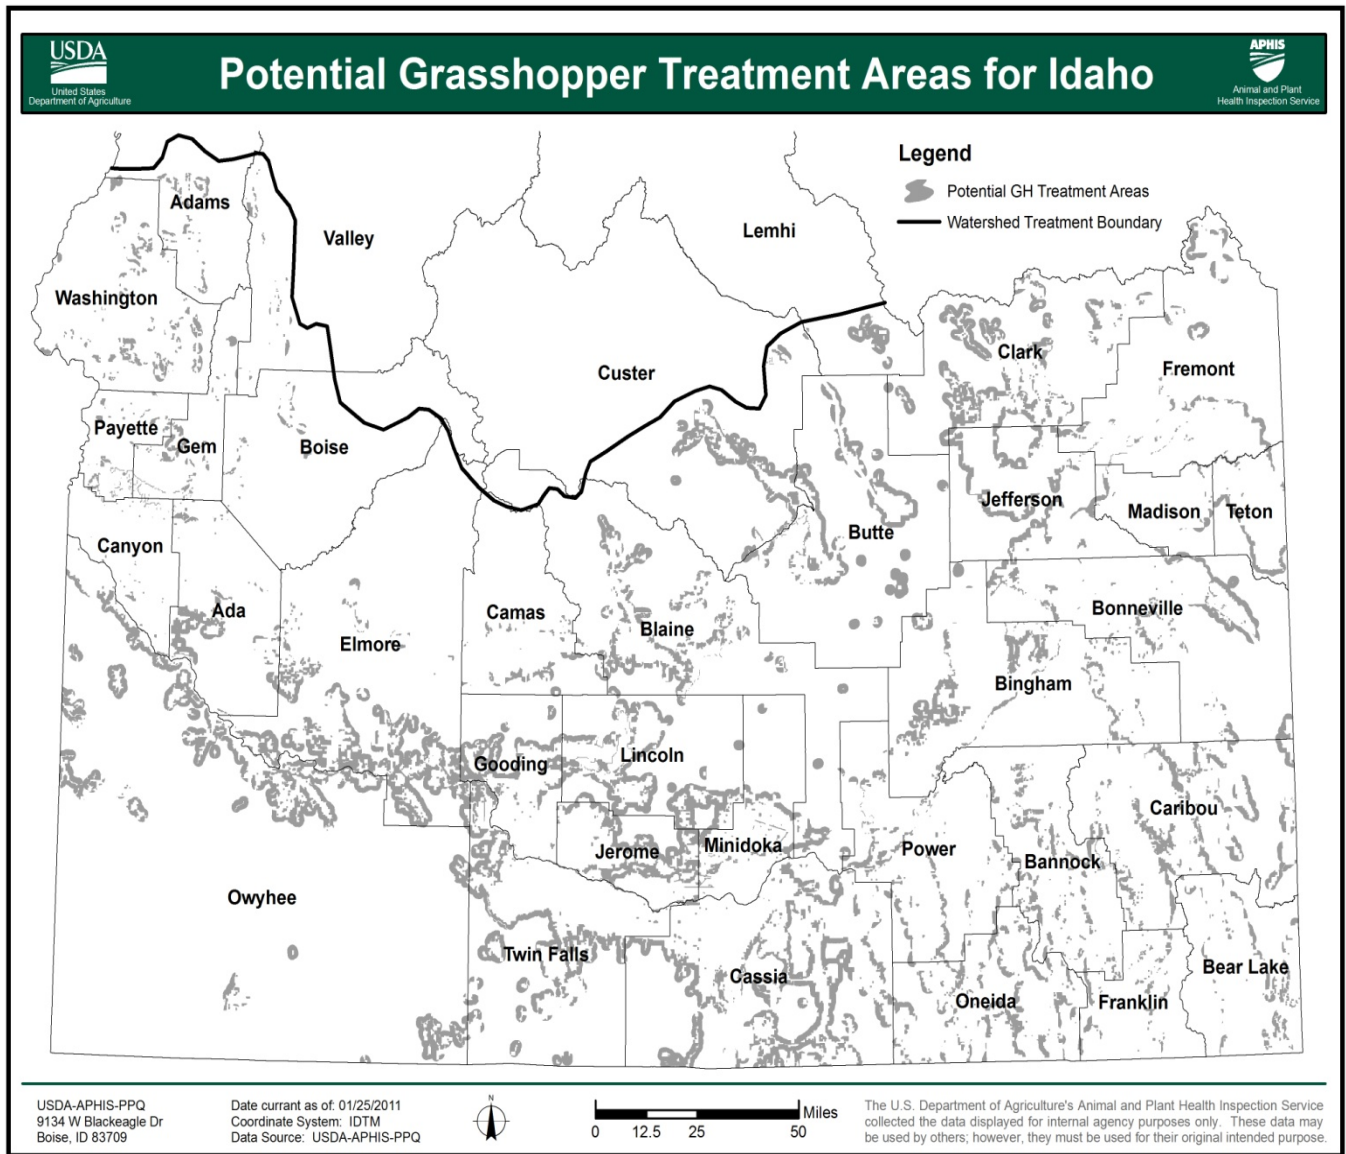 USDA
United States
Department of Agriculture
Potential Grasshopper Treatment Areas for Idaho
APHIS
Animal and Plant
Health Inspection Service
Legend
Potential GH Treatment Areas
Watershed Treatment Boundary
Adams
Valley
Lemhi
Washington
Clark
Custer
Fremont
Payette
Gem
Boise
Jefferson
Madison
Teton
Butte
Canyon
Ada
Camas
Bonneville
Elmore
Blaine
Bingham
Gooding
Lincoln
Caribou
Jerome
Minidoka
Power
Bannock
Owyhee
Twin Falls
Cassia
Bear Lake
Oneida
Franklin
USDA-APHIS-PPQ
9134 W Blackeagle Dr
Boise, ID 83709
Date currant as of: 01/25/2011
Coordinate System: IDTM
Data Source: USDA-APHIS-PPQ
N
Miles
0 12.5 25 50
The U.S. Department of Agriculture's Animal and Plant Health Inspection Service
collected the data displayed for internal agency purposes only. These data may
be used by others; however, they must be used for their original intended purpose.